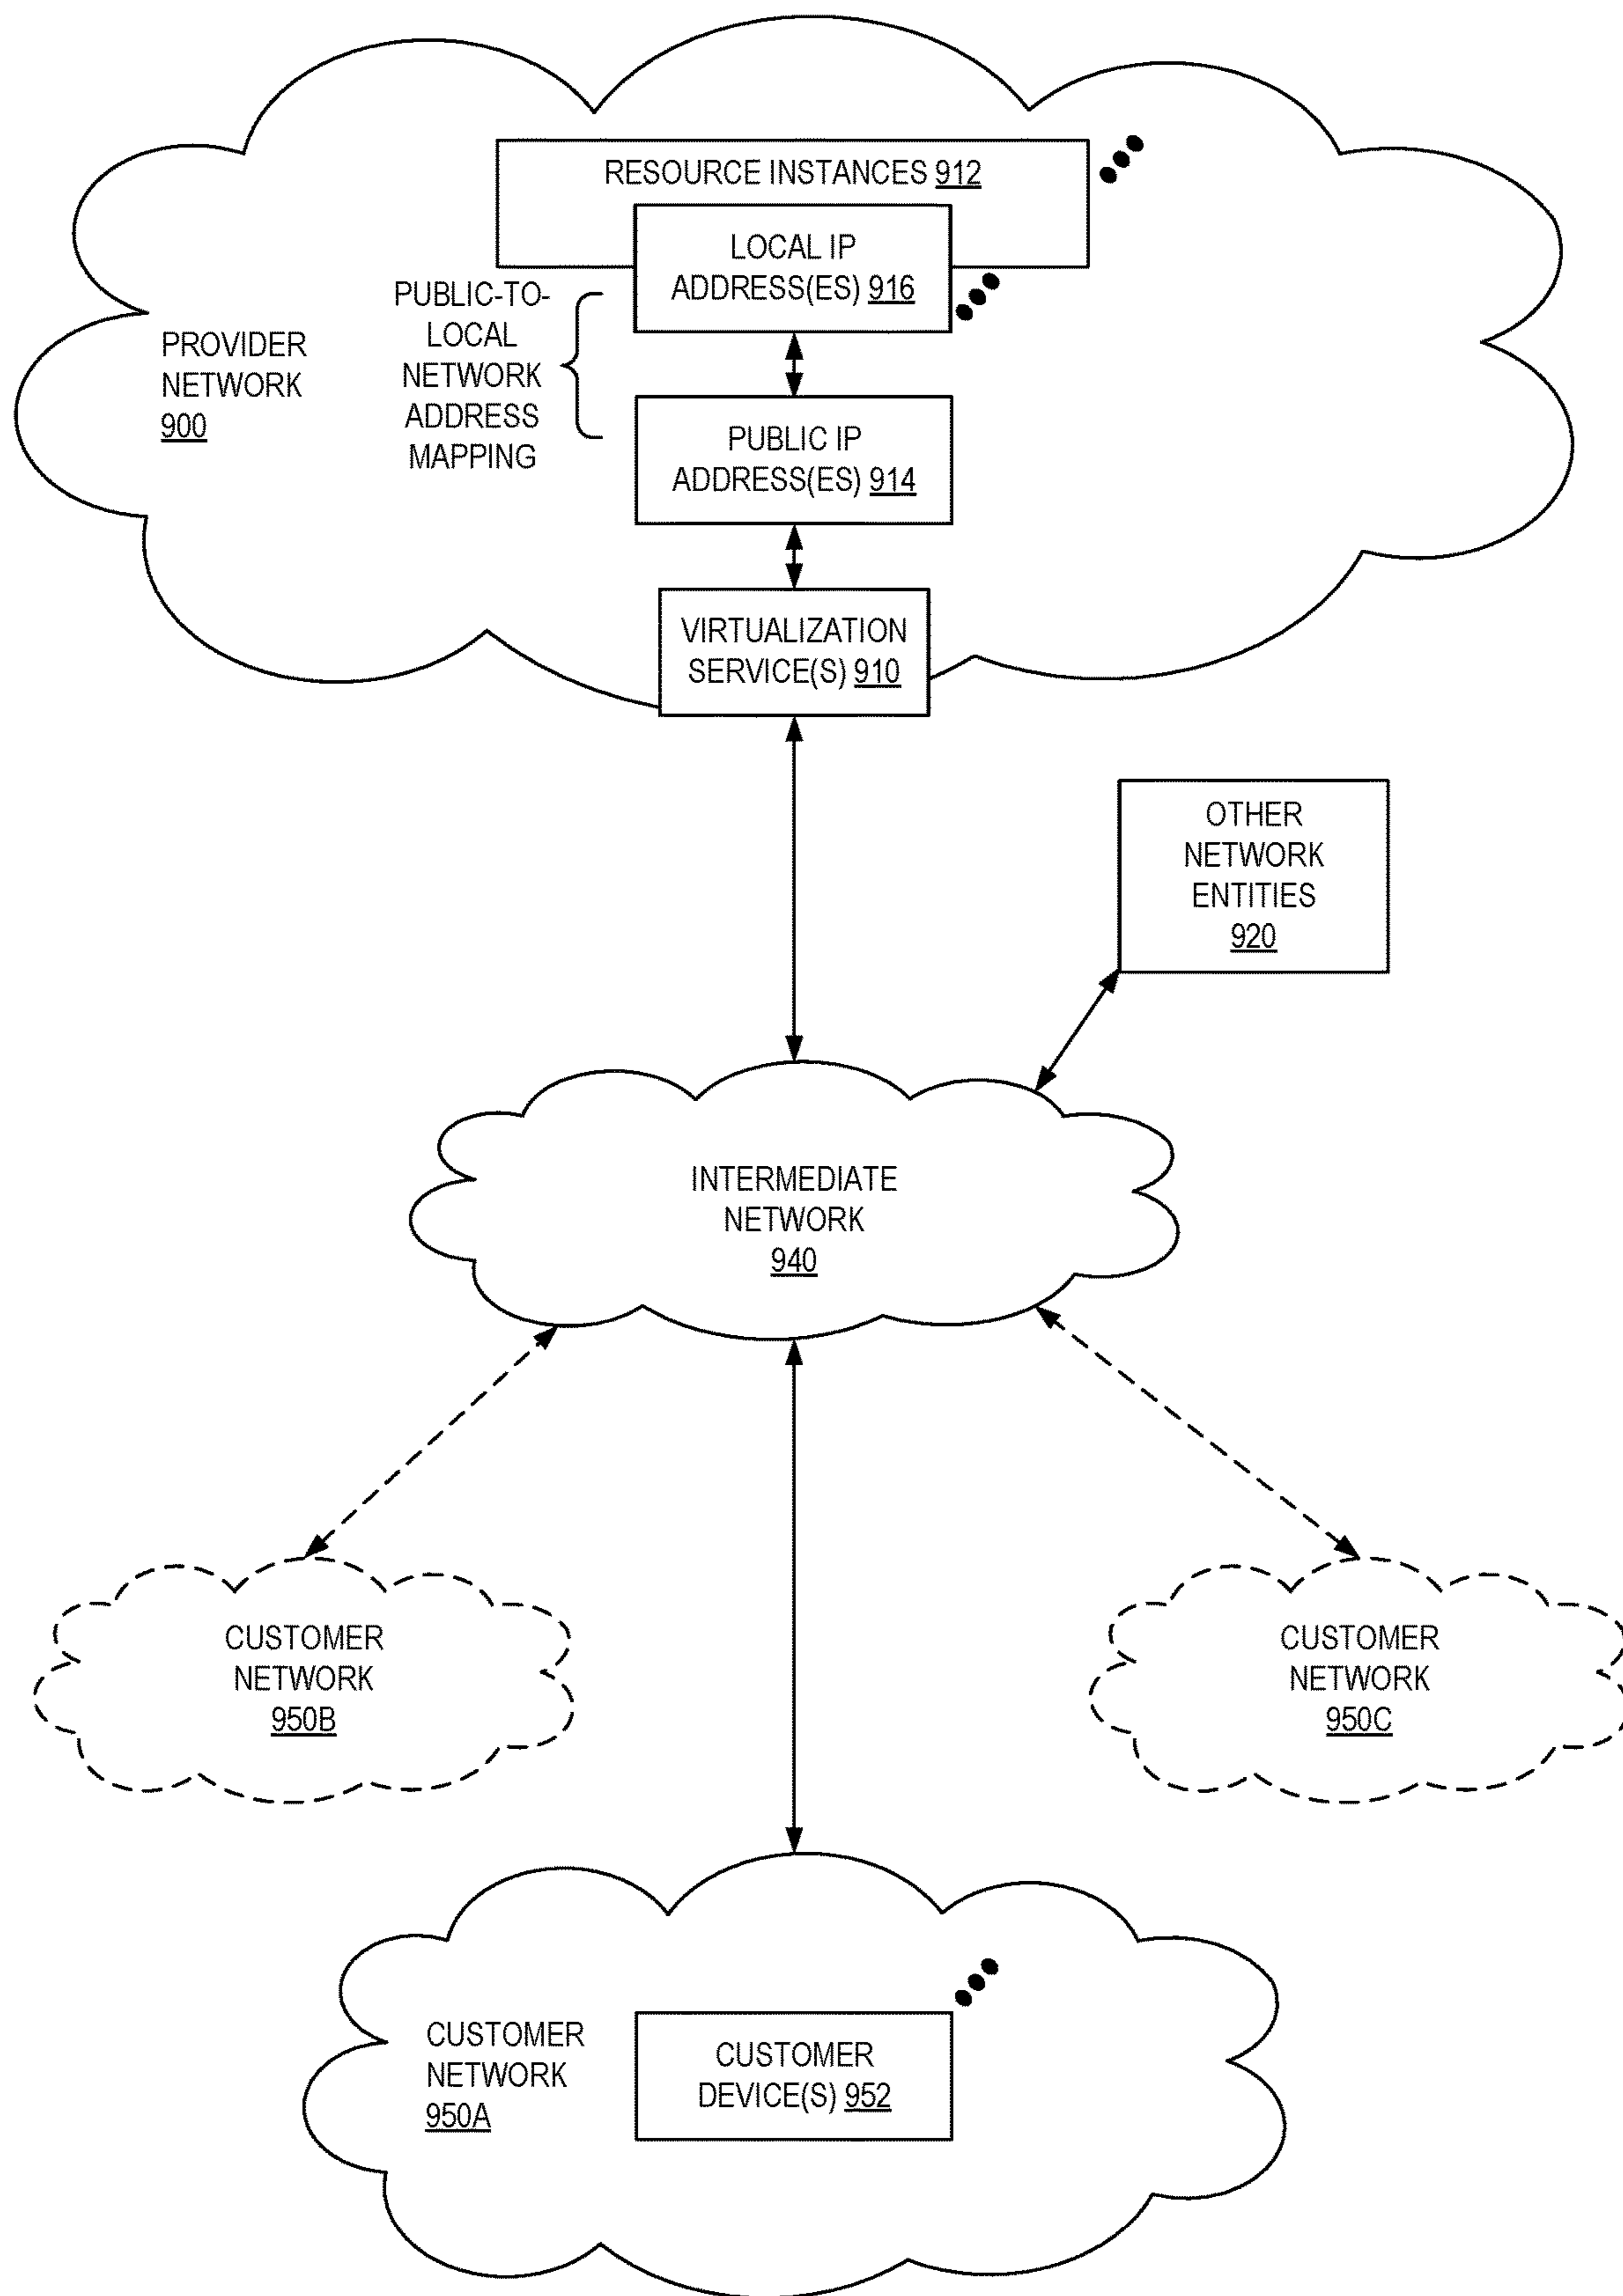 RESOURCE INSTANCES 912
LOCAL IP
ADDRESS(ES) 916
PUBLIC-TO-
LOCAL
NETWORK
ADDRESS
MAPPING
PROVIDER
NETWORK
900
PUBLIC IP
ADDRESS(ES) 914
VIRTUALIZATION
SERVICE(S) 910
OTHER
NETWORK
ENTITIES
920
INTERMEDIATE
NETWORK
940
CUSTOMER
NETWORK
950B
CUSTOMER
NETWORK
950C
CUSTOMER
NETWORK
950A
CUSTOMER
DEVICE(S) 952